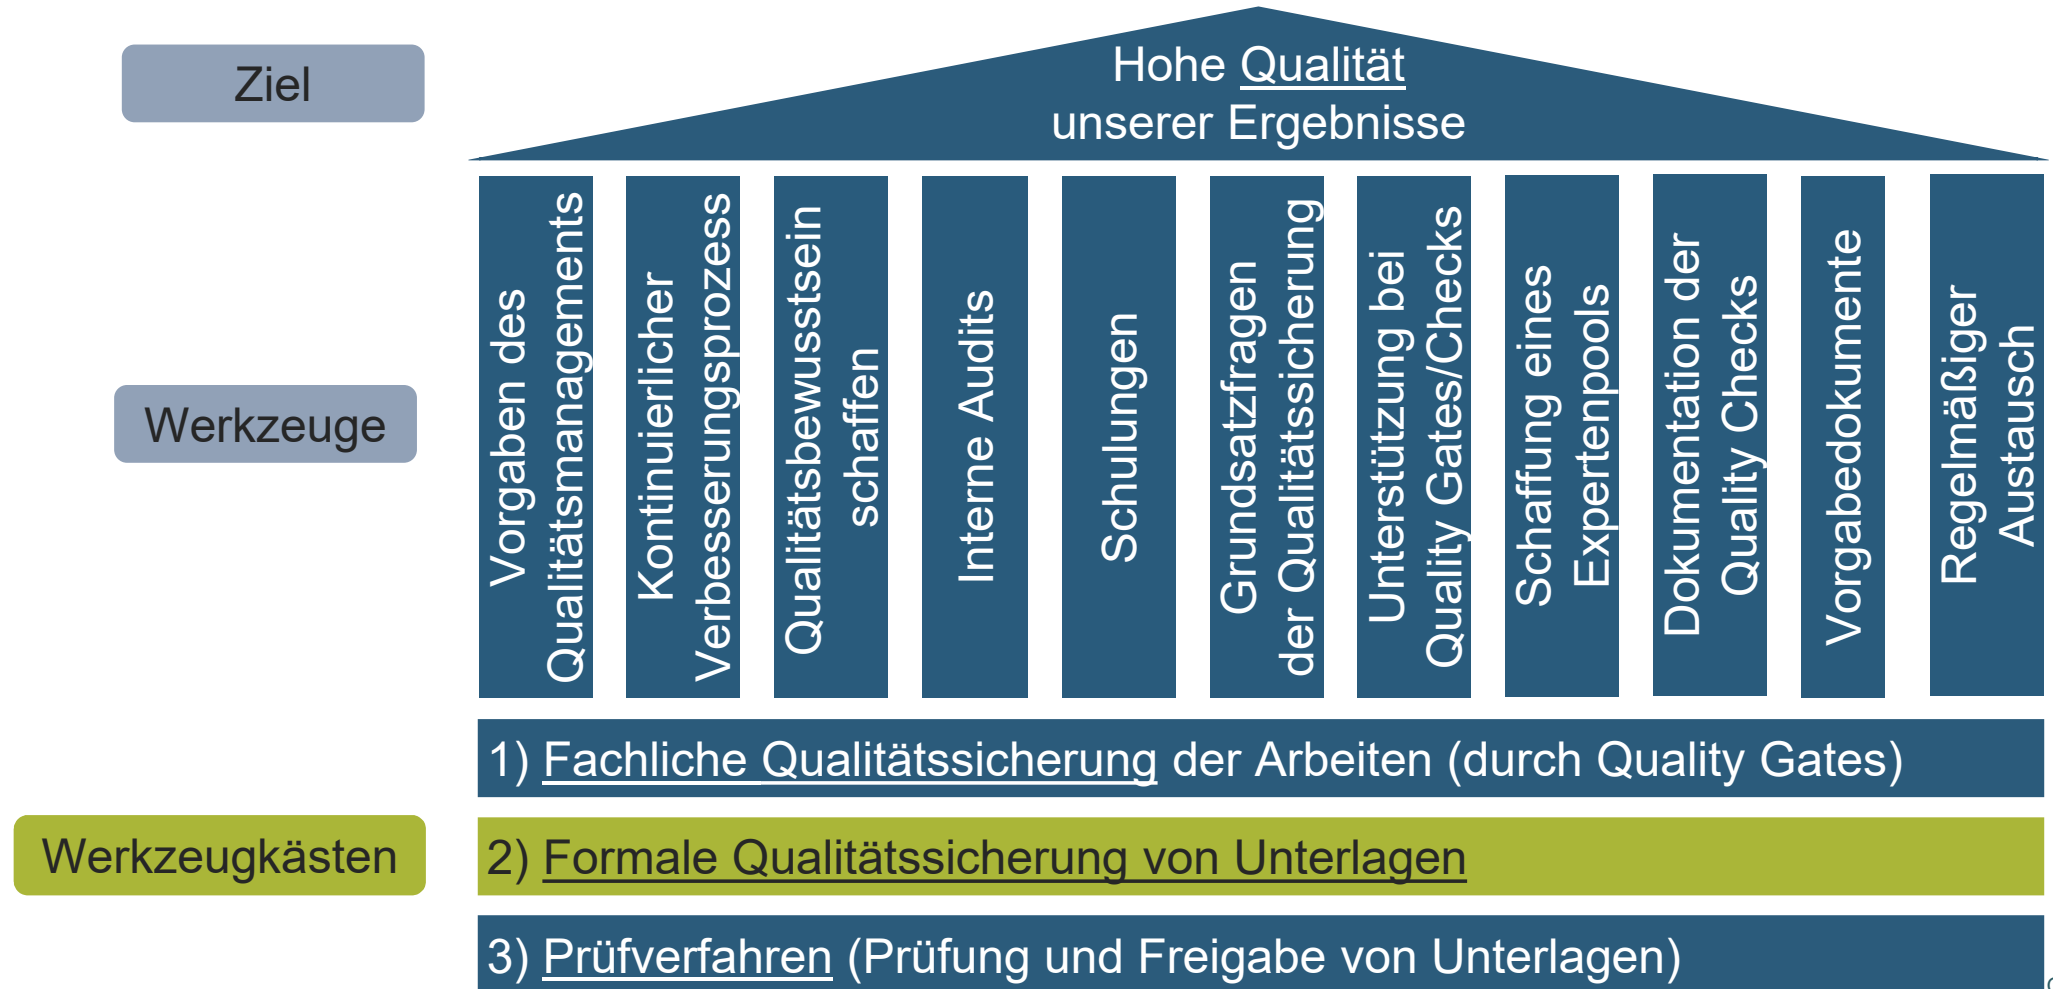 Ziel
Hohe Qualität
unserer Ergebnisse
Werkzeuge
Vorgaben des
Qualitätsmanagements
Kontinuierlicher
Verbesserungsprozess
Qualitätsbewusstsein
schaffen
Interne Audits
Schulungen
Grundsatzfragen
der Qualitätssicherung
Unterstützung bei
Quality Gates/Checks
Schaffung eines
Expertenpools
Dokumentation der
Quality Checks
Vorgabedokumente
Regelmäßiger
Austausch
1) Fachliche Qualitätssicherung der Arbeiten (durch Quality Gates)
Werkzeugkästen
2) Formale Qualitätssicherung von Unterlagen
3) Prüfverfahren (Prüfung und Freigabe von Unterlagen)